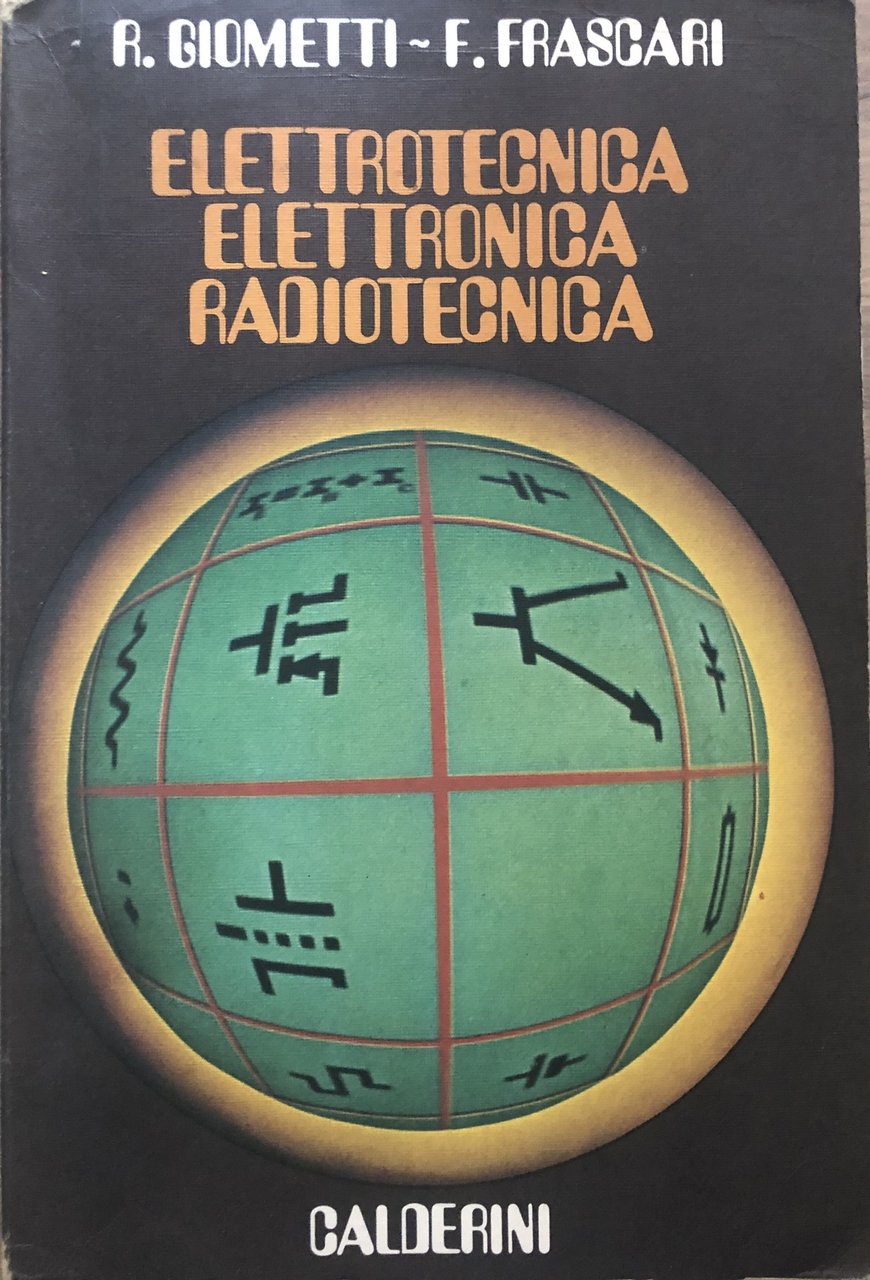 R. GIOMETTI ~ F. FRASCARI
ELETTROTECNICA
ELETTRONICA
RADIOTECNICA
I = I + I
CALDERINI